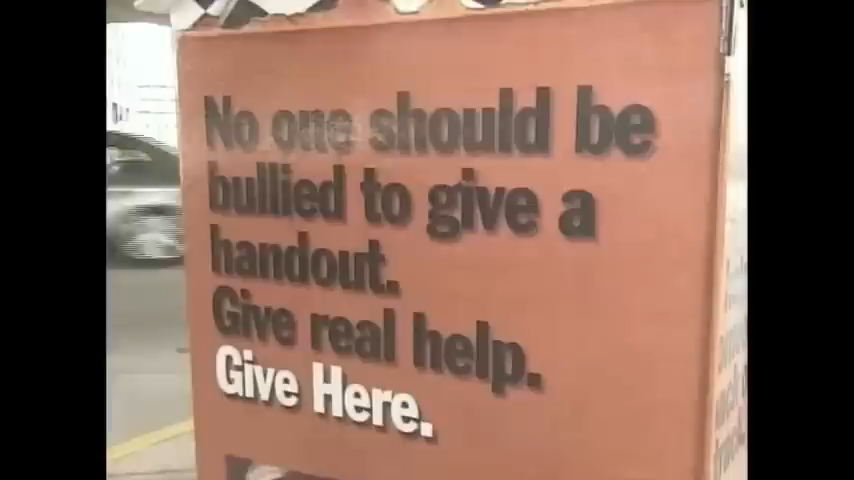 No one should be
bullied to give a
handout.
Give real help.
Give Here.